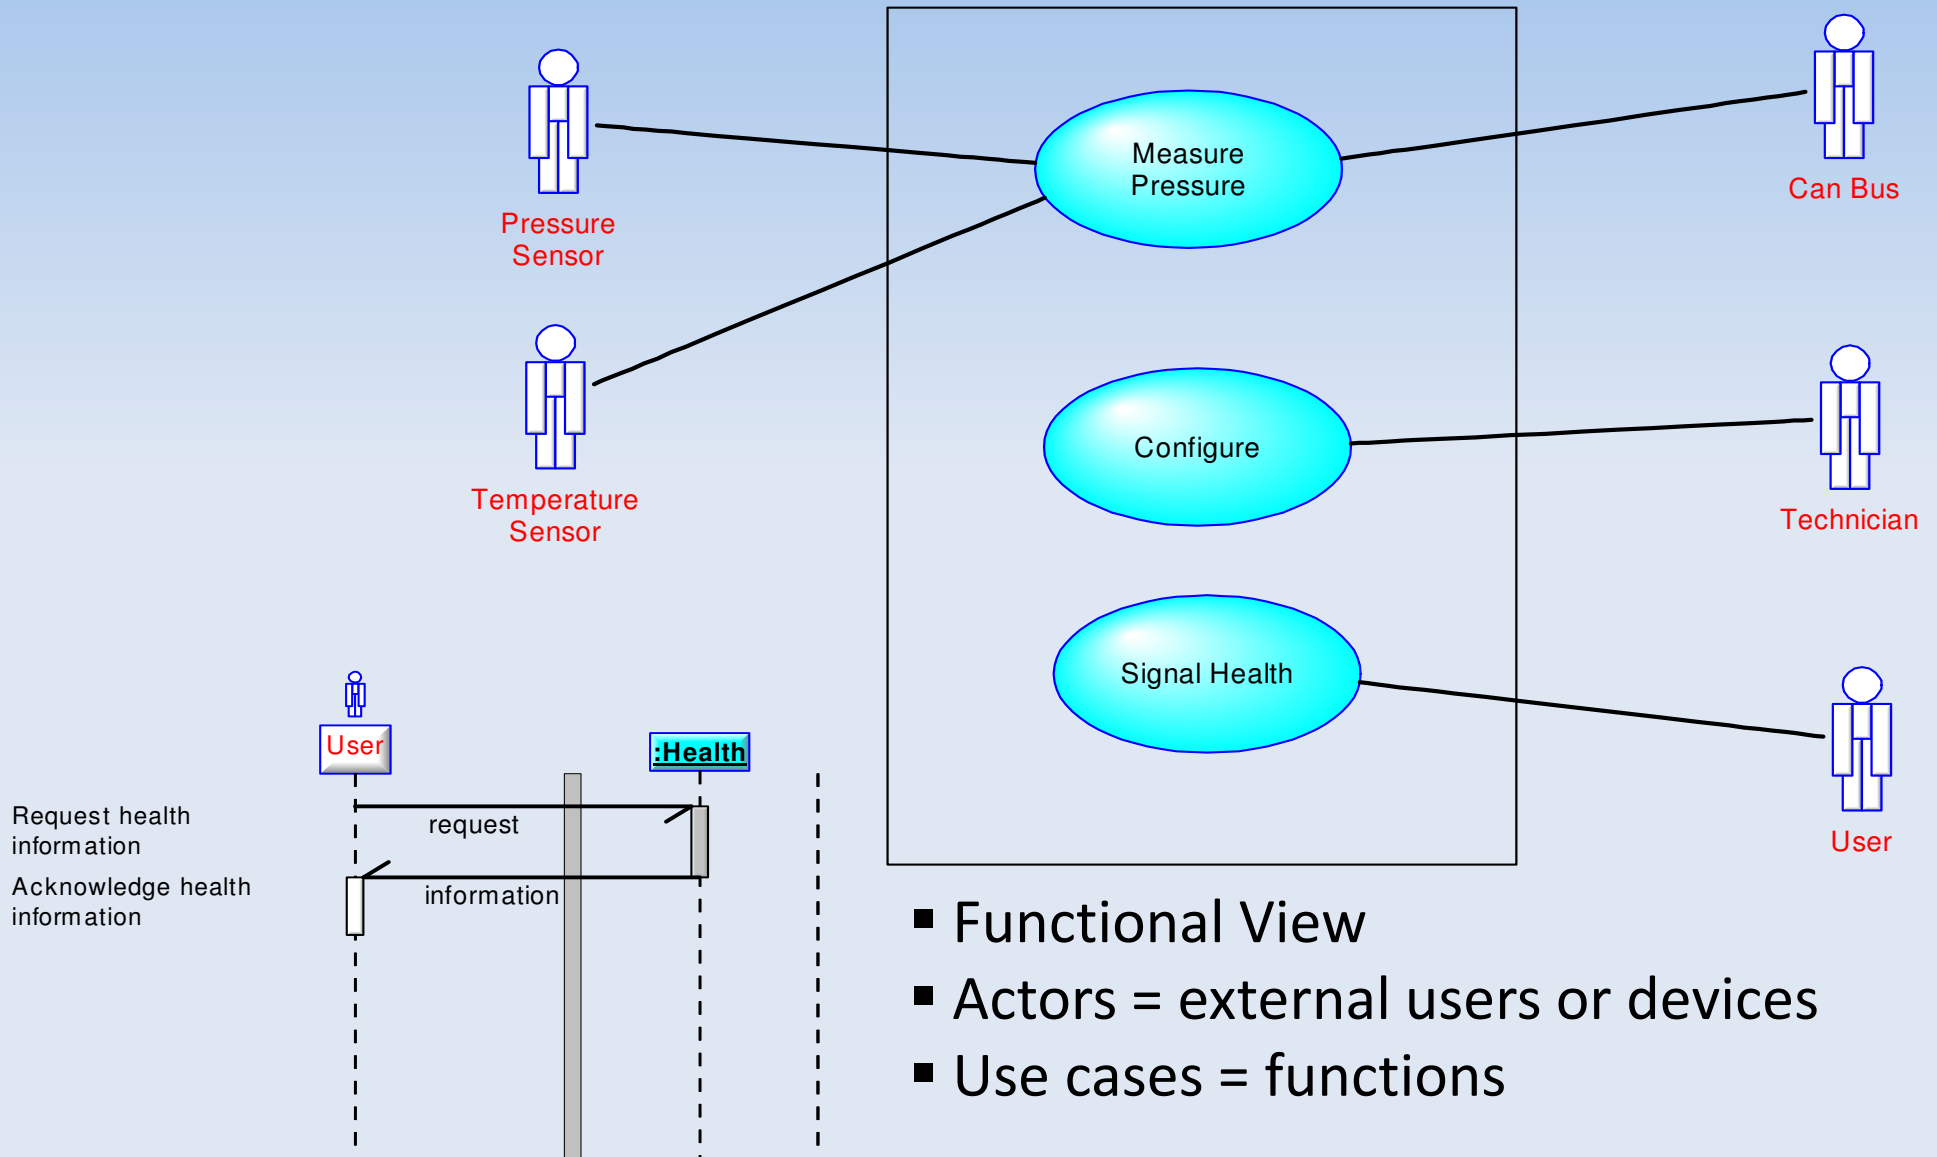 Measure
Pressure
Can Bus
Pressure
Sensor
Configure
Temperature
Sensor
Technician
Signal Health
User
User
:Health
Request health
information
request
Acknowledge health
information
information
▪ Functional View
▪ Actors = external users or devices
▪ Use cases = functions